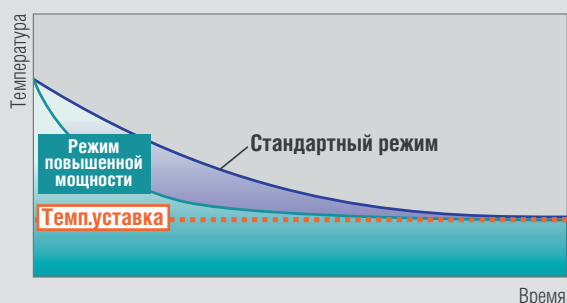 Температура
Режим
повышенной
мощности
Стандартный режим
Темп.уставка
Время